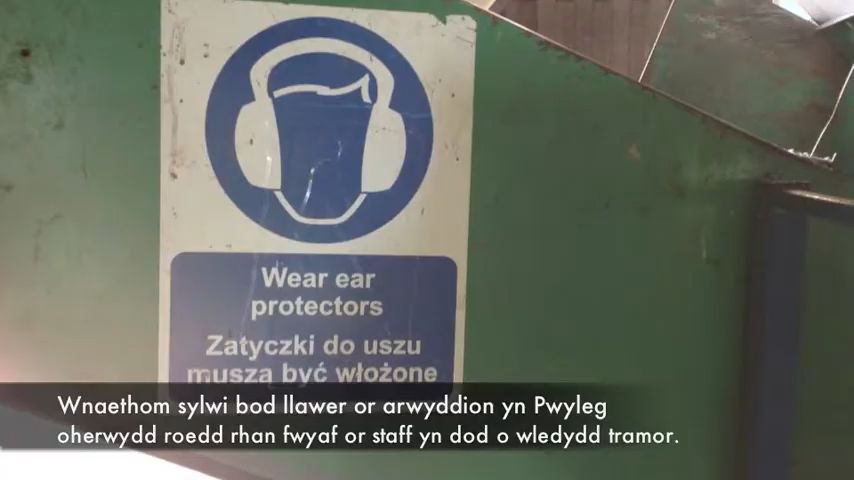 Wear ear
protectors
Zatyczki do uszu
muszą być włożone
Wnaethom sylwi bod llawer or arwyddion yn Pwyleg
oherwydd roedd rhan fwyaf or staff yn dod o wledydd tramor.